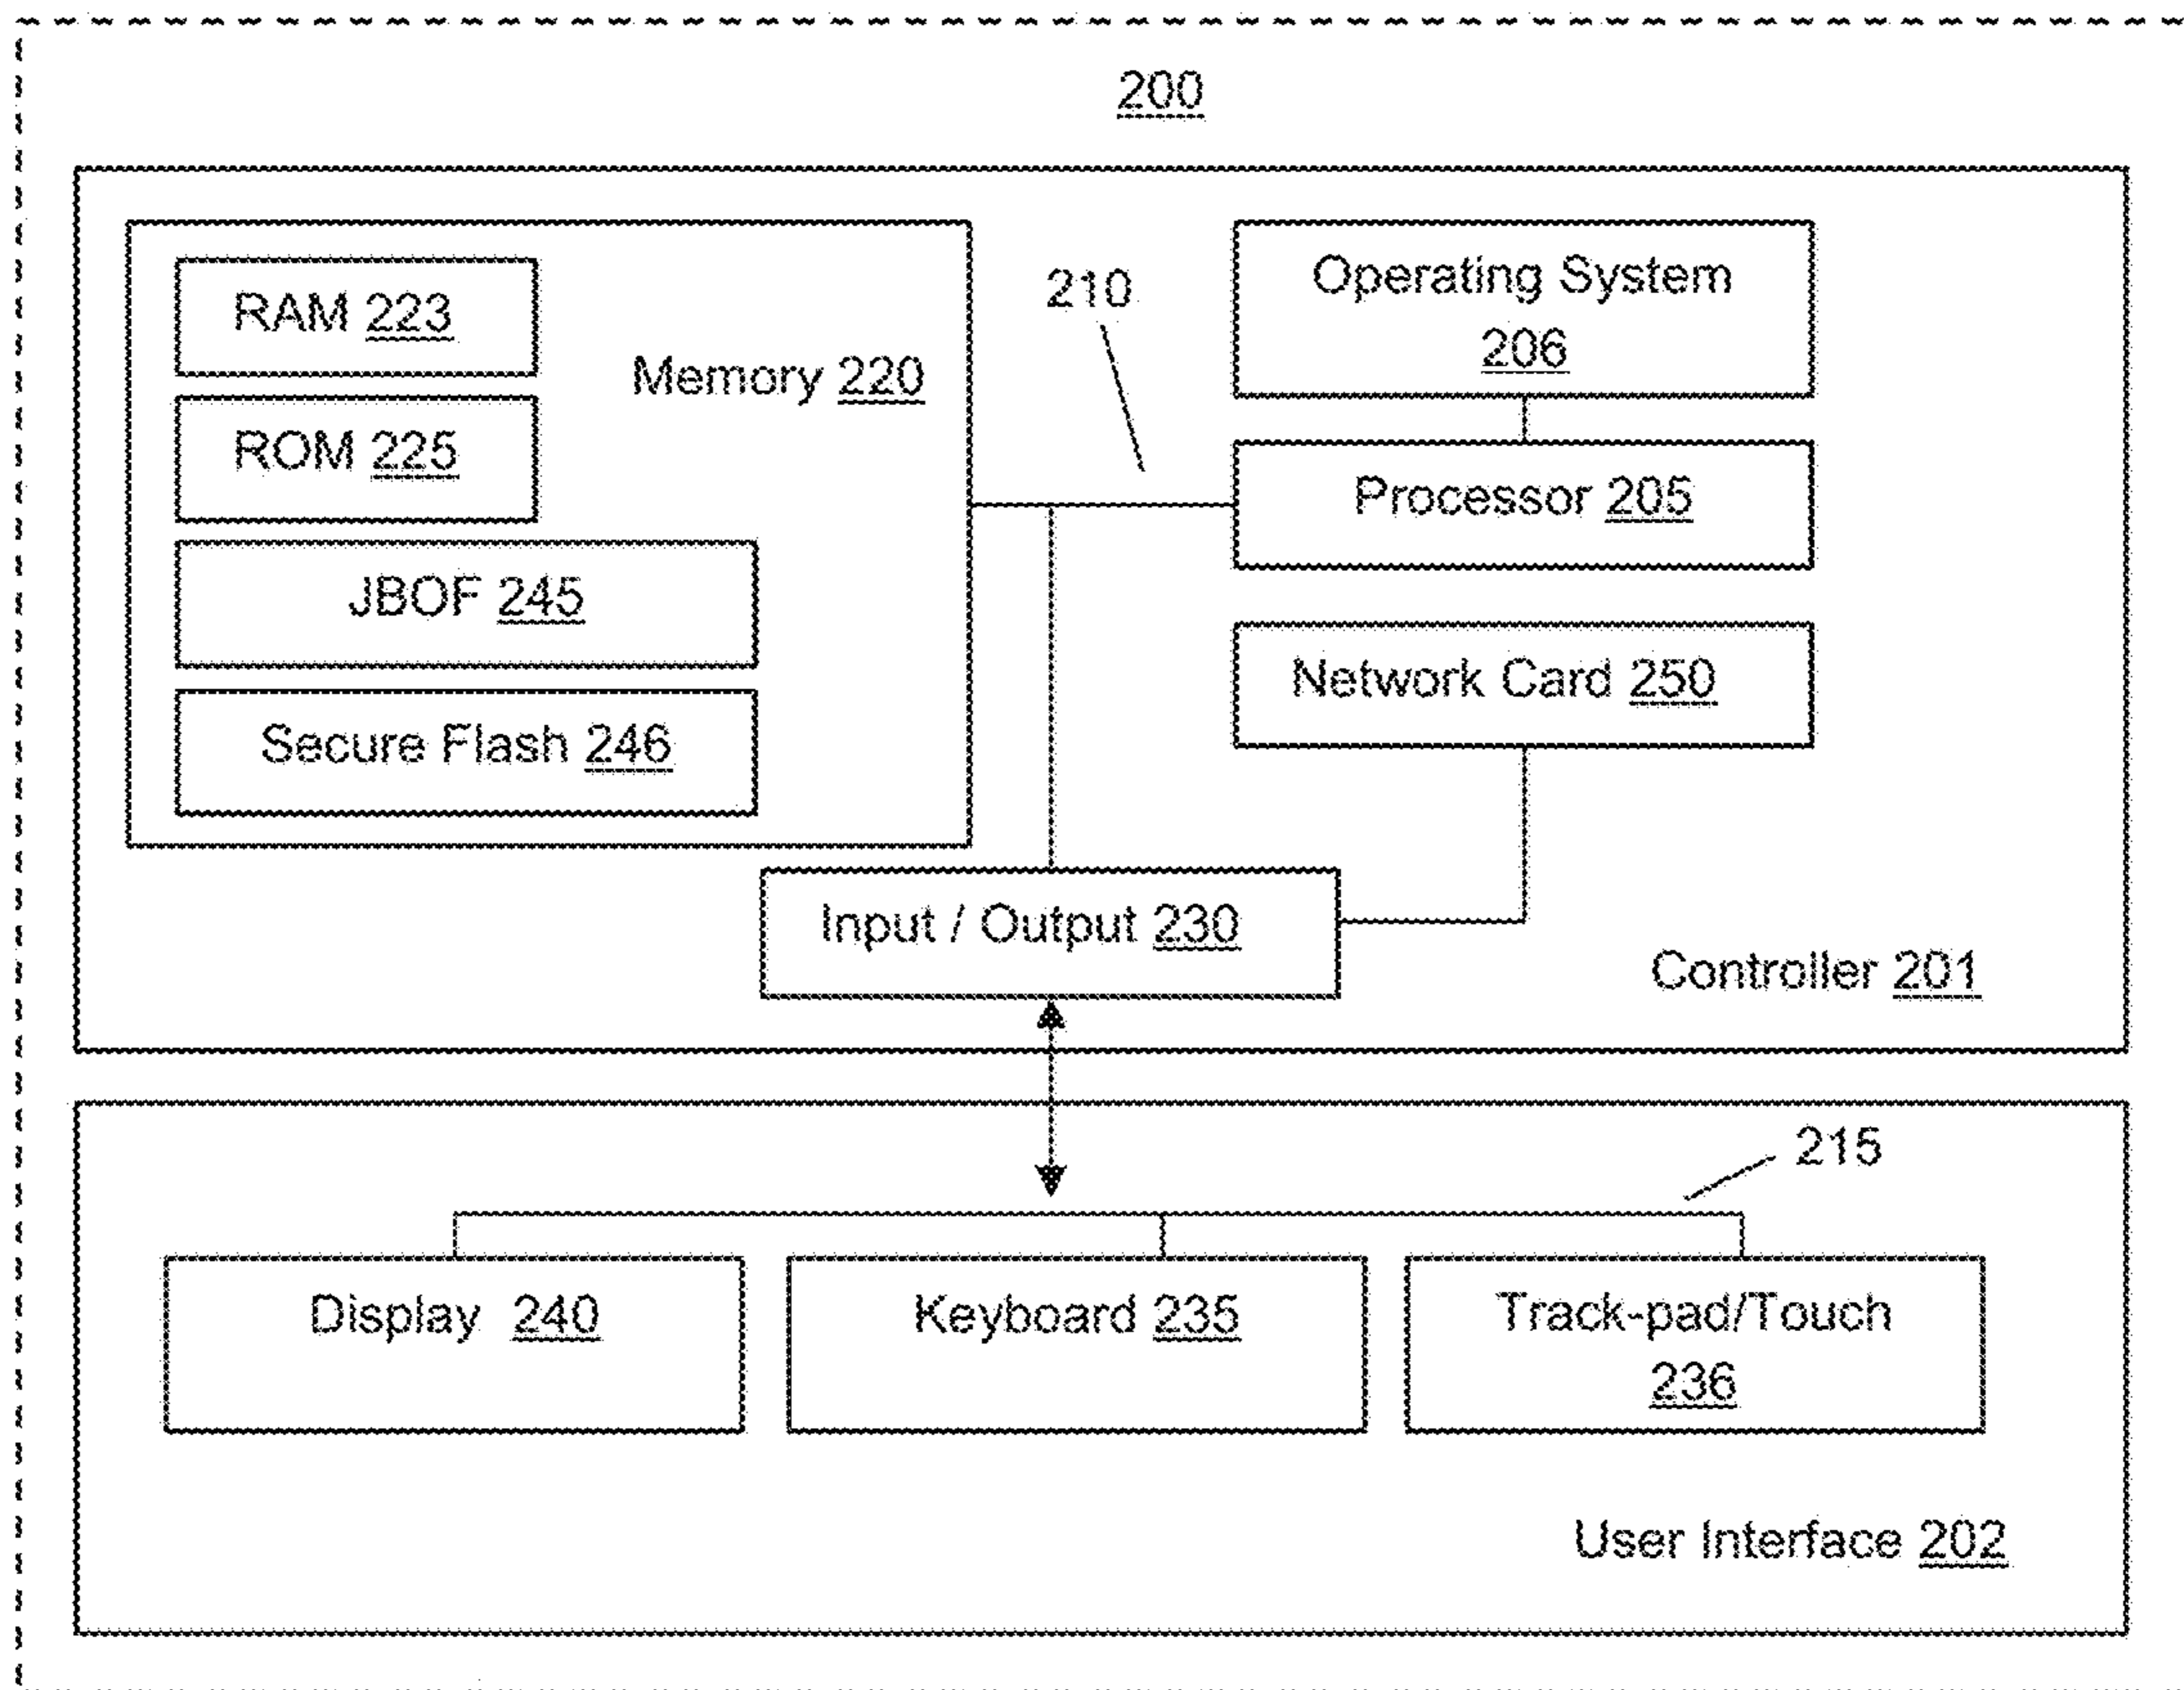 200
RAM 223
ROM 225
Memory 220
JBOF 245
Secure Flash 246
210
Operating System
206
Processor 205
Network Card 250
Input / Output 230
Controller 201
215
Display 240
Keyboard 235
Track-pad/Touch
236
User Interface 202